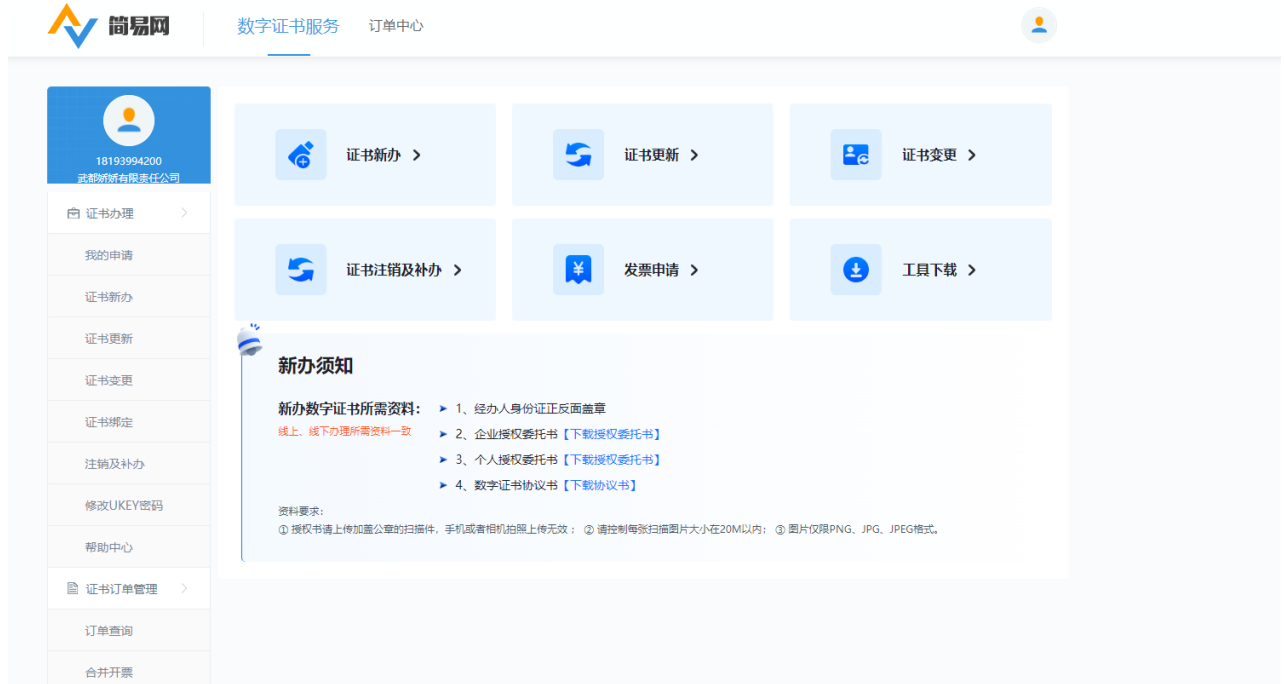 简易网
数字证书服务
订单中心
18193994200
武都娇娇有限责任公司
证书办理
我的申请
证书新办
证书更新
证书变更
证书绑定
注销及补办
修改UKEY密码
帮助中心
证书订单管理
订单查询
合并开票
证书新办
证书更新
证书变更
证书注销及补办
发票申请
工具下载
新办须知
新办数字证书所需资料：
线上、线下办理所需资料一致
1、经办人身份证正反面盖章
2、企业授权委托书【下载授权委托书】
3、个人授权委托书【下载授权委托书】
4、数字证书协议书【下载协议书】
资料要求：
① 授权书请上传加盖公章的扫描件，手机或者相机拍照上传无效； ② 请控制每张扫描图片大小在20M以内； ③ 图片仅限PNG、JPG、JPEG格式。